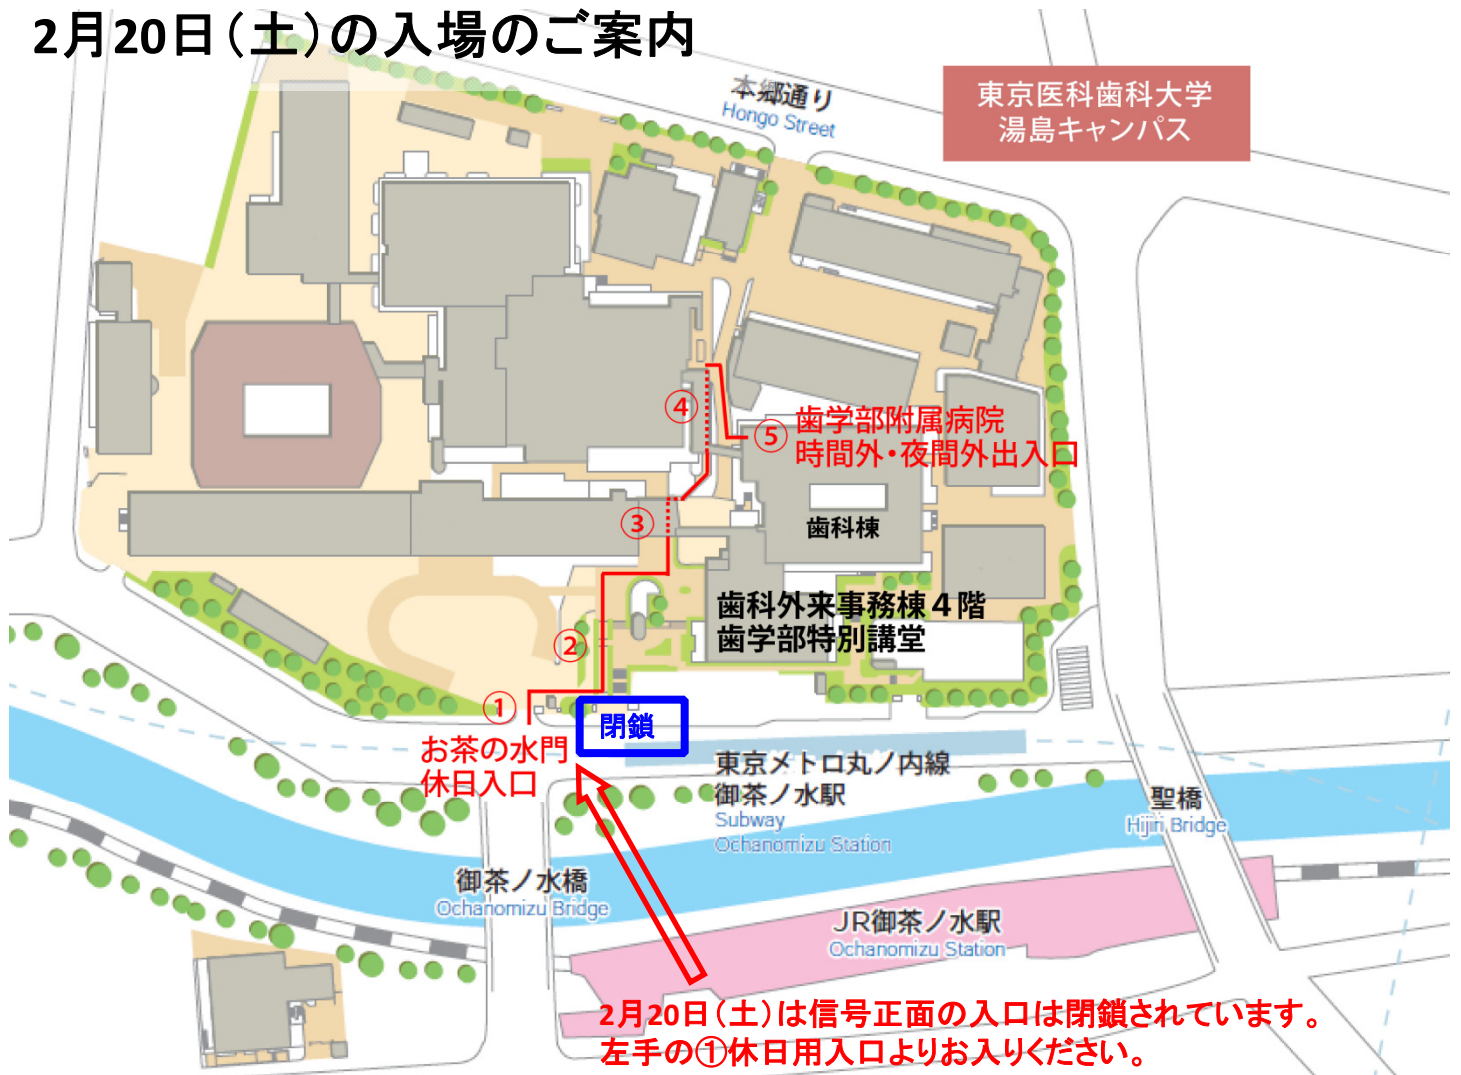 2月20日(土)の入場のご案内
本郷通り
Hongo Street
東京医科歯科大学
湯島キャンパス
④
⑤
歯学部附属病院
時間外・夜間外出入口
③
歯科棟
歯科外来事務棟4階
歯学部特別講堂
②
①
お茶の水門
休日入口
閉鎖
東京メトロ丸ノ内線
御茶ノ水駅
Subway
Ochanomizu Station
聖橋
Hijiri Bridge
御茶ノ水橋
Ochanomizu Bridge
JR御茶ノ水駅
Ochanomizu Station
2月20日(土)は信号正面の入口は閉鎖されています。
左手の①休日用入口よりお入りください。